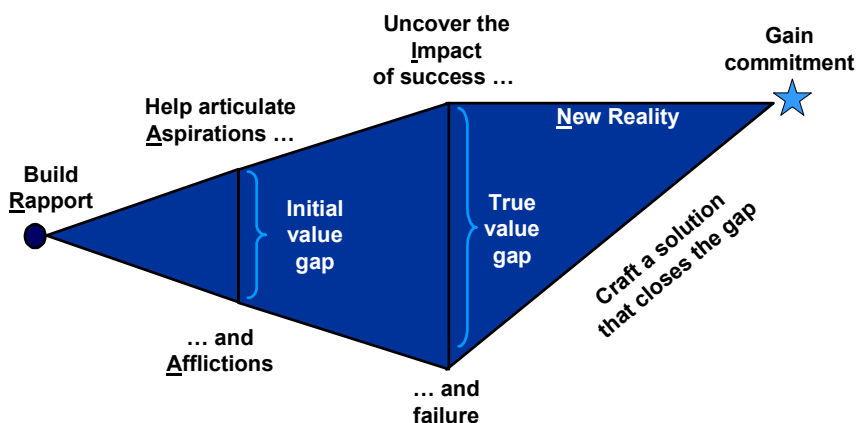 Build
Rapport
Help articulate
Aspirations …
… and
Afflictions
Initial
value
gap
Uncover the
Impact
of success …
… and
failure
True
value
gap
New Reality
Craft a solution
that closes the gap
Gain
commitment